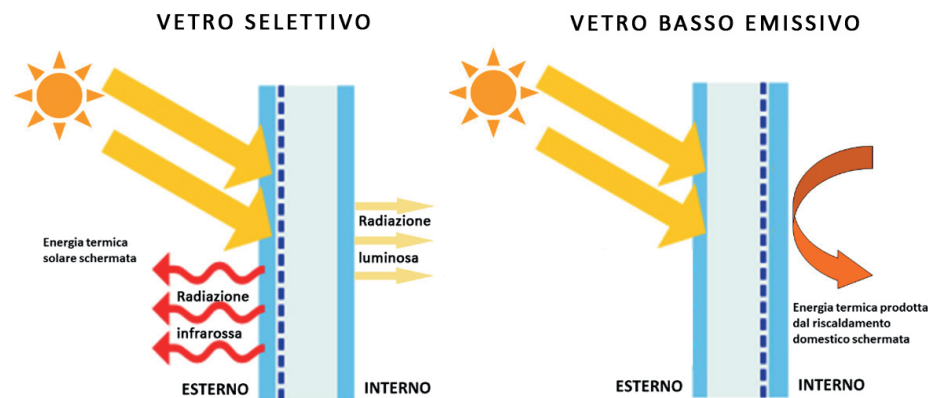 VETRO SELETTIVO
Energia termica
solare schermata
Radiazione
infrarossa
Radiazione
luminosa
ESTERNO
INTERNO
VETRO BASSO EMISSIVO
Energia termica prodotta
dal riscaldamento
domestico schermata
ESTERNO
INTERNO